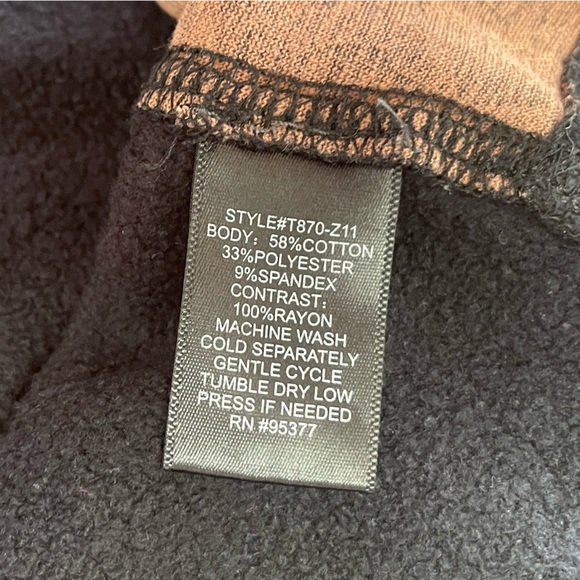 STYLE#T870-Z11
BODY: 58%COTTON
33%POLYESTER
9%SPANDEX
CONTRAST:
100%RAYON
MACHINE WASH
COLD SEPARATELY
GENTLE CYCLE
TUMBLE DRY LOW
PRESS IF NEEDED
RN #95377